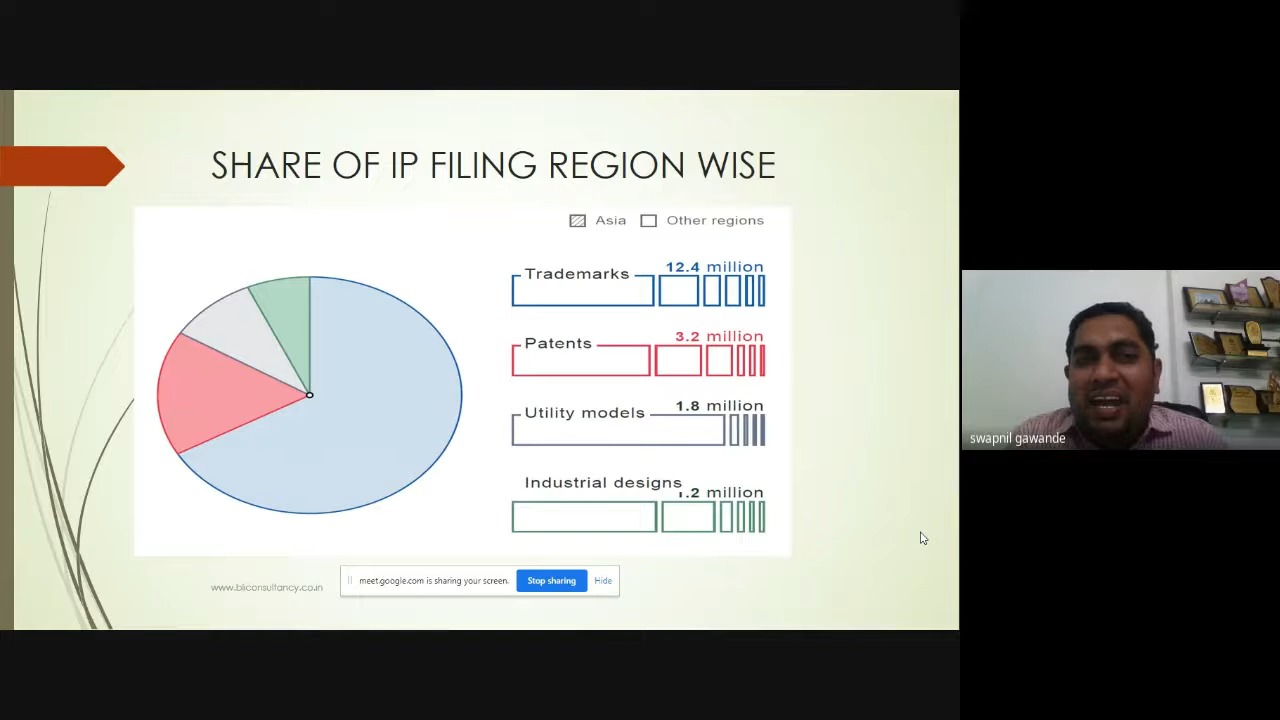 SHARE OF IP FILING REGION WISE
Asia Other regions
Trademarks 12.4 million
Patents 3.2 million
Utility models 1.8 million
Industrial designs
.2 million
www.bliconsultancy.co.in
meet.google.com is sharing your screen. Stop sharing Hide
swapnil gawande